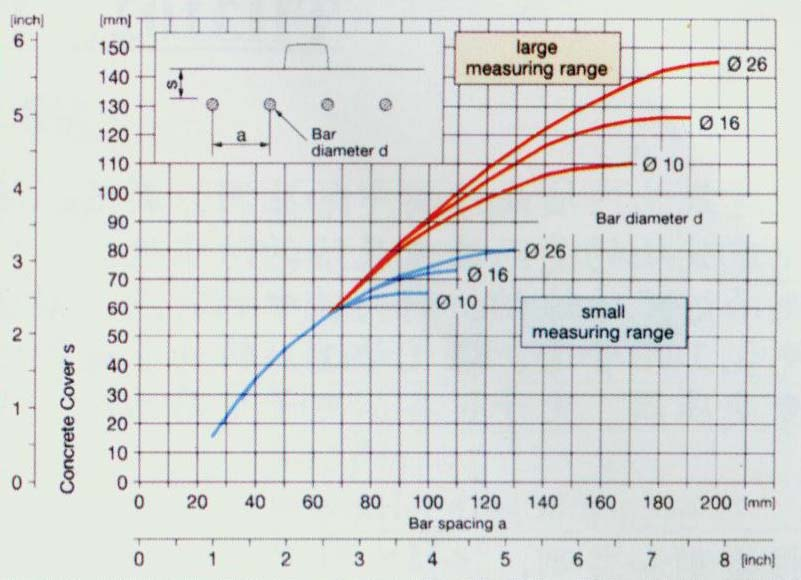 [inch]
[mm]
6
5
4
3
2
1
0
150
140
130
120
110
100
90
80
70
60
50
40
30
20
10
0
Concrete Cover s
s
a
Bar
diameter d
large
measuring range
Ø 26
Ø 16
Ø 10
Bar diameter d
Ø 26
Ø 16
Ø 10
small
measuring range
0 20 40 60 80 100 120 140 160 180 200 [mm]
Bar spacing a
0 1 2 3 4 5 6 7 8 [inch]